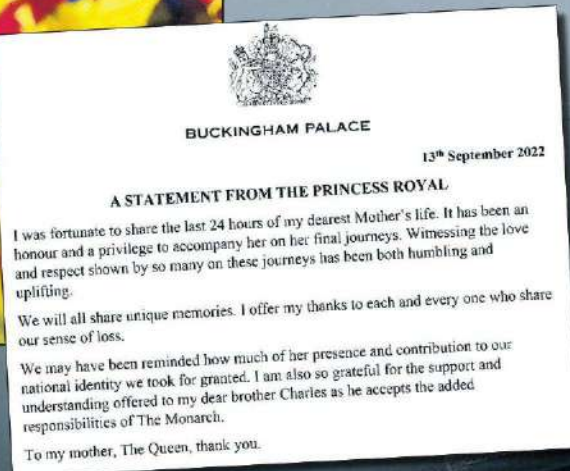 BUCKINGHAM PALACE
13th September 2022
A STATEMENT FROM THE PRINCESS ROYAL
I was fortunate to share the last 24 hours of my dearest Mother's life. It has been an
honour and a privilege to accompany her on her final journeys. Witnessing the love
and respect shown by so many on these journeys has been both humbling and
uplifting.
We will all share unique memories. I offer my thanks to each and every one who share
our sense of loss.
We may have been reminded how much of her presence and contribution to our
national identity we took for granted. I am also so grateful for the support and
understanding offered to my dear brother Charles as he accepts the added
responsibilities of The Monarch.
To my mother, The Queen, thank you.